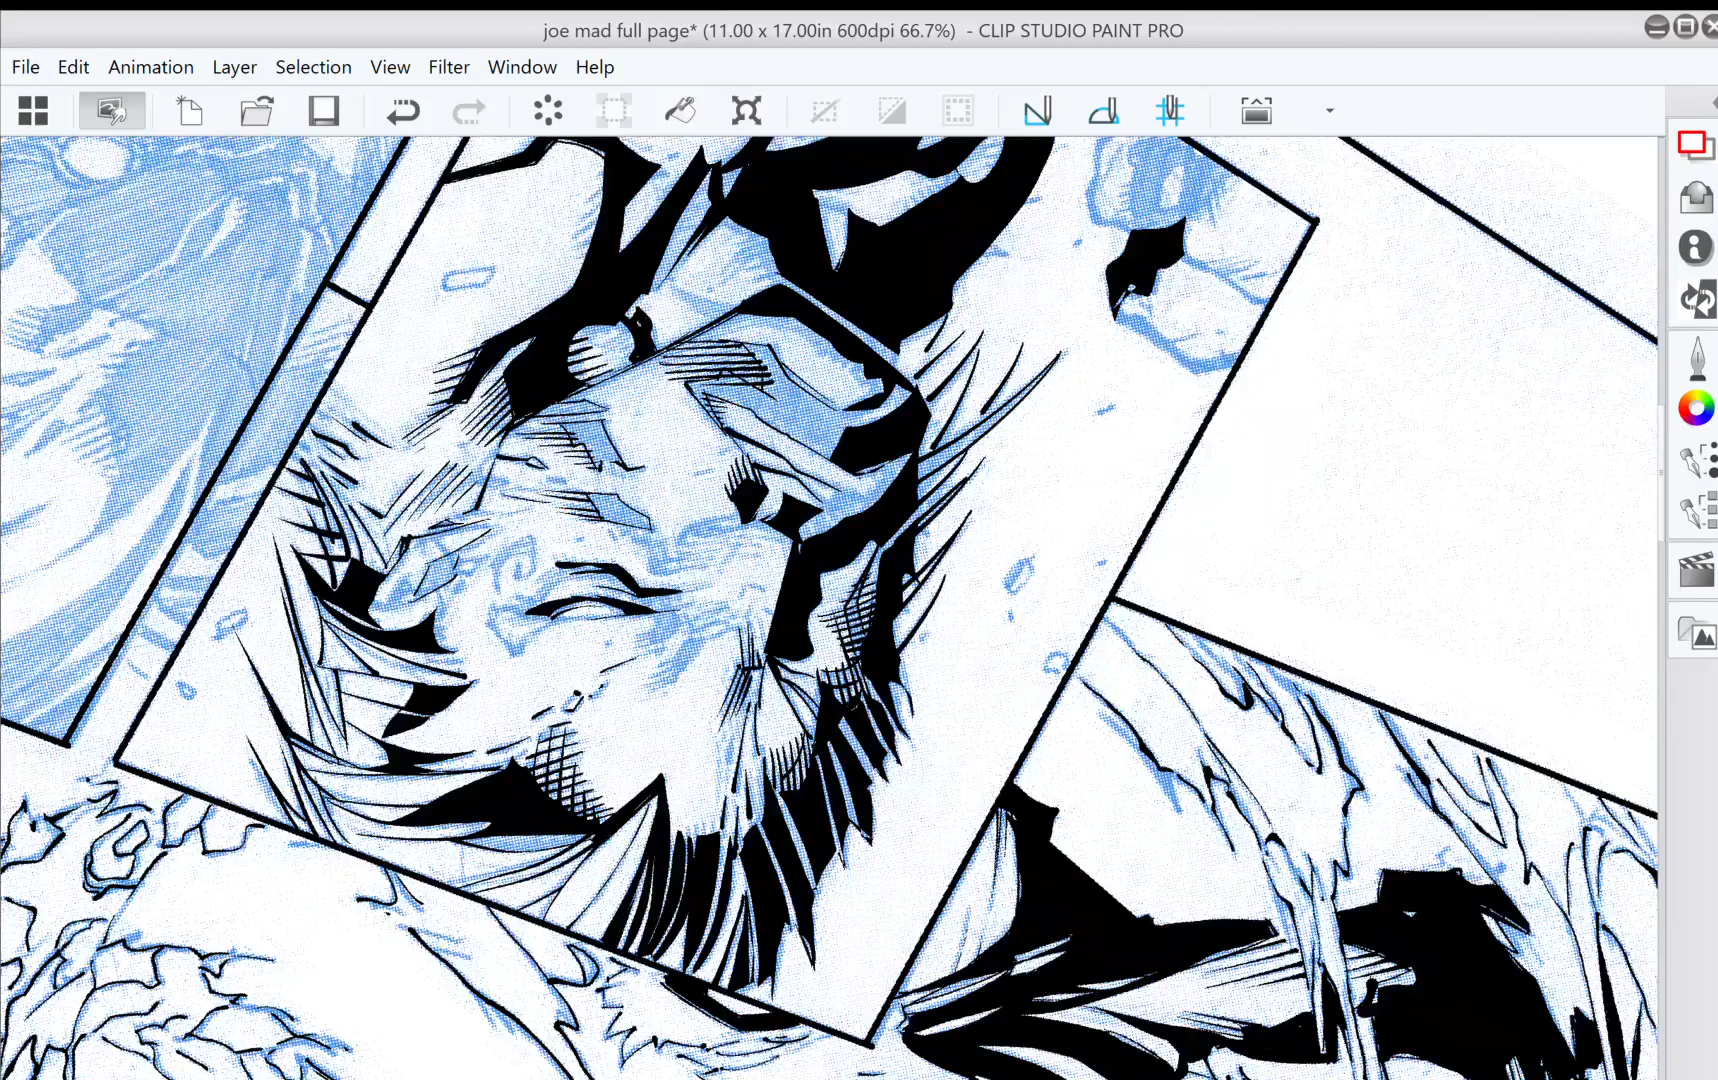 joe mad full page* (11.00 x 17.00in 600dpi 66.7%)  - CLIP STUDIO PAINT PRO
File Edit Animation Layer Selection View Filter Window Help